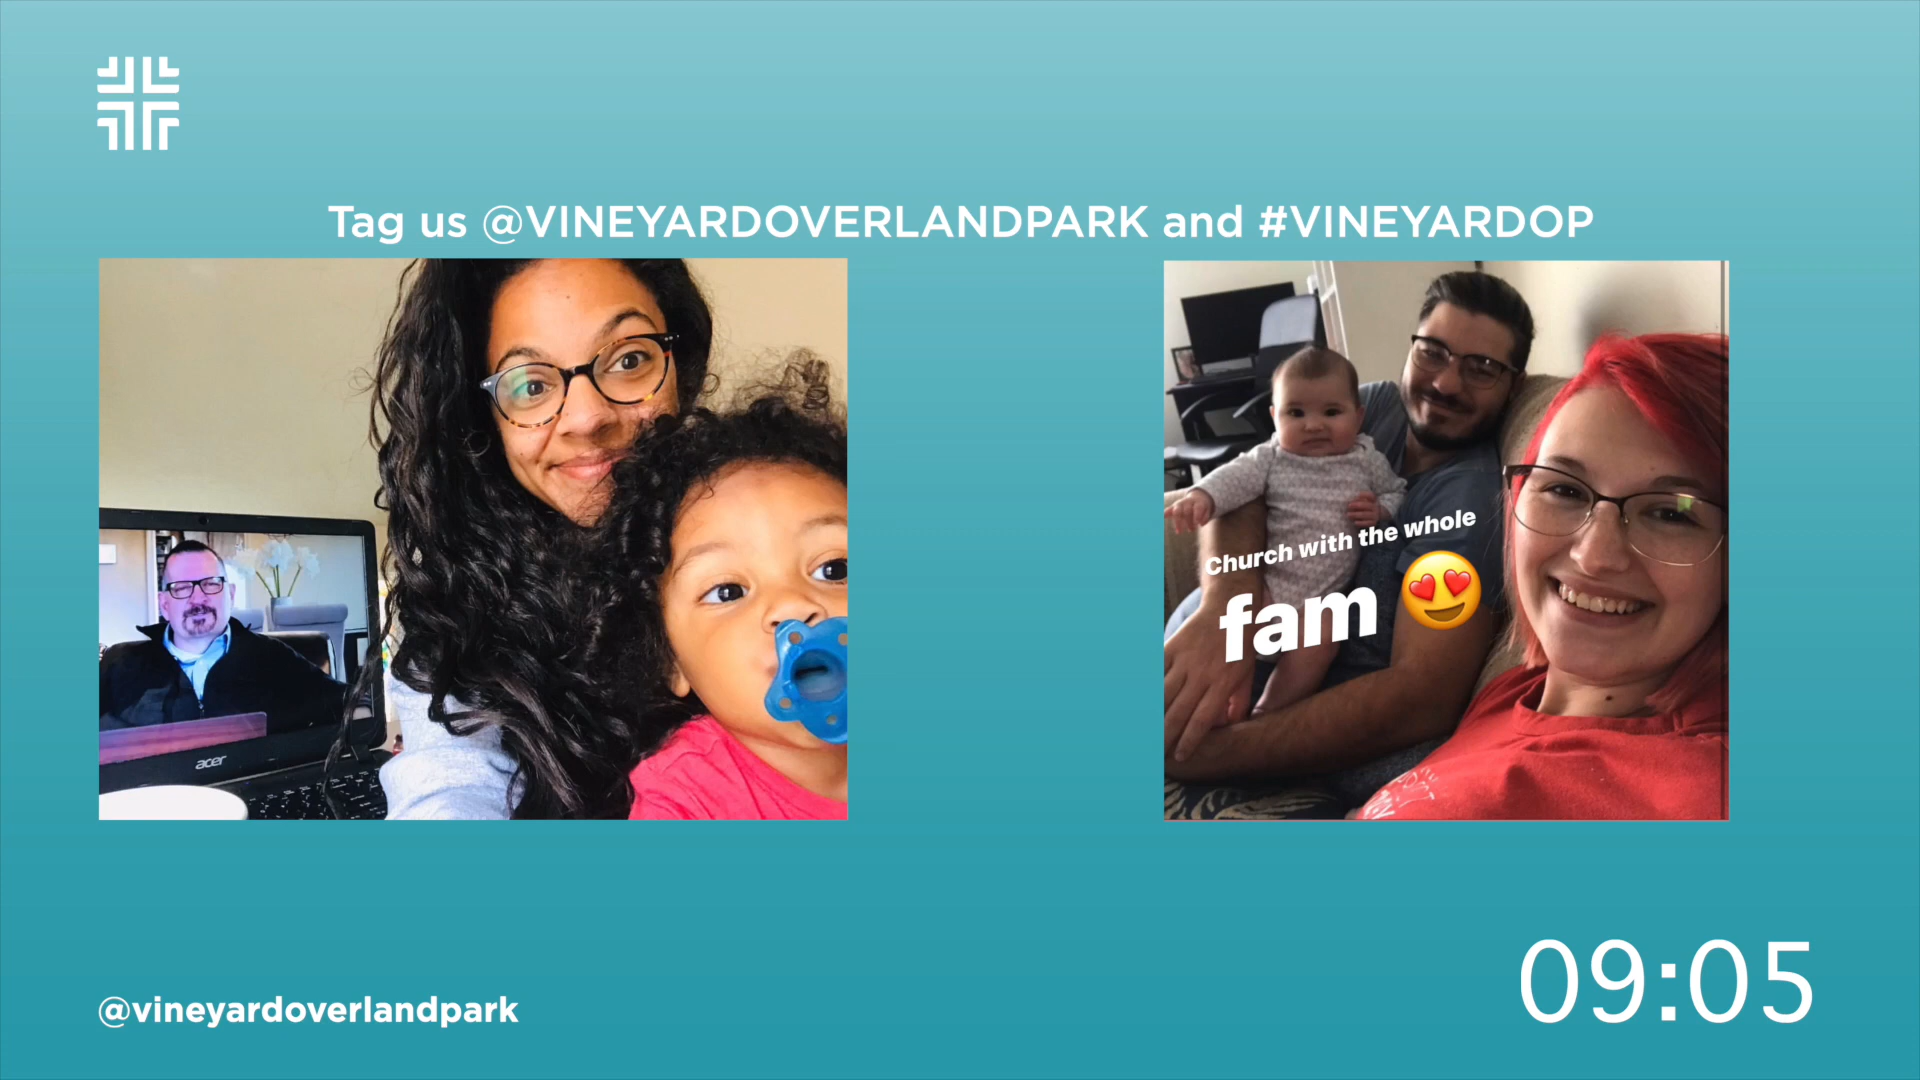 Tag us @VINEYARDOVERLANDPARK and #VINEYARDOP
Church with the whole
fam
acer
@vineyardoverlandpark
09:05